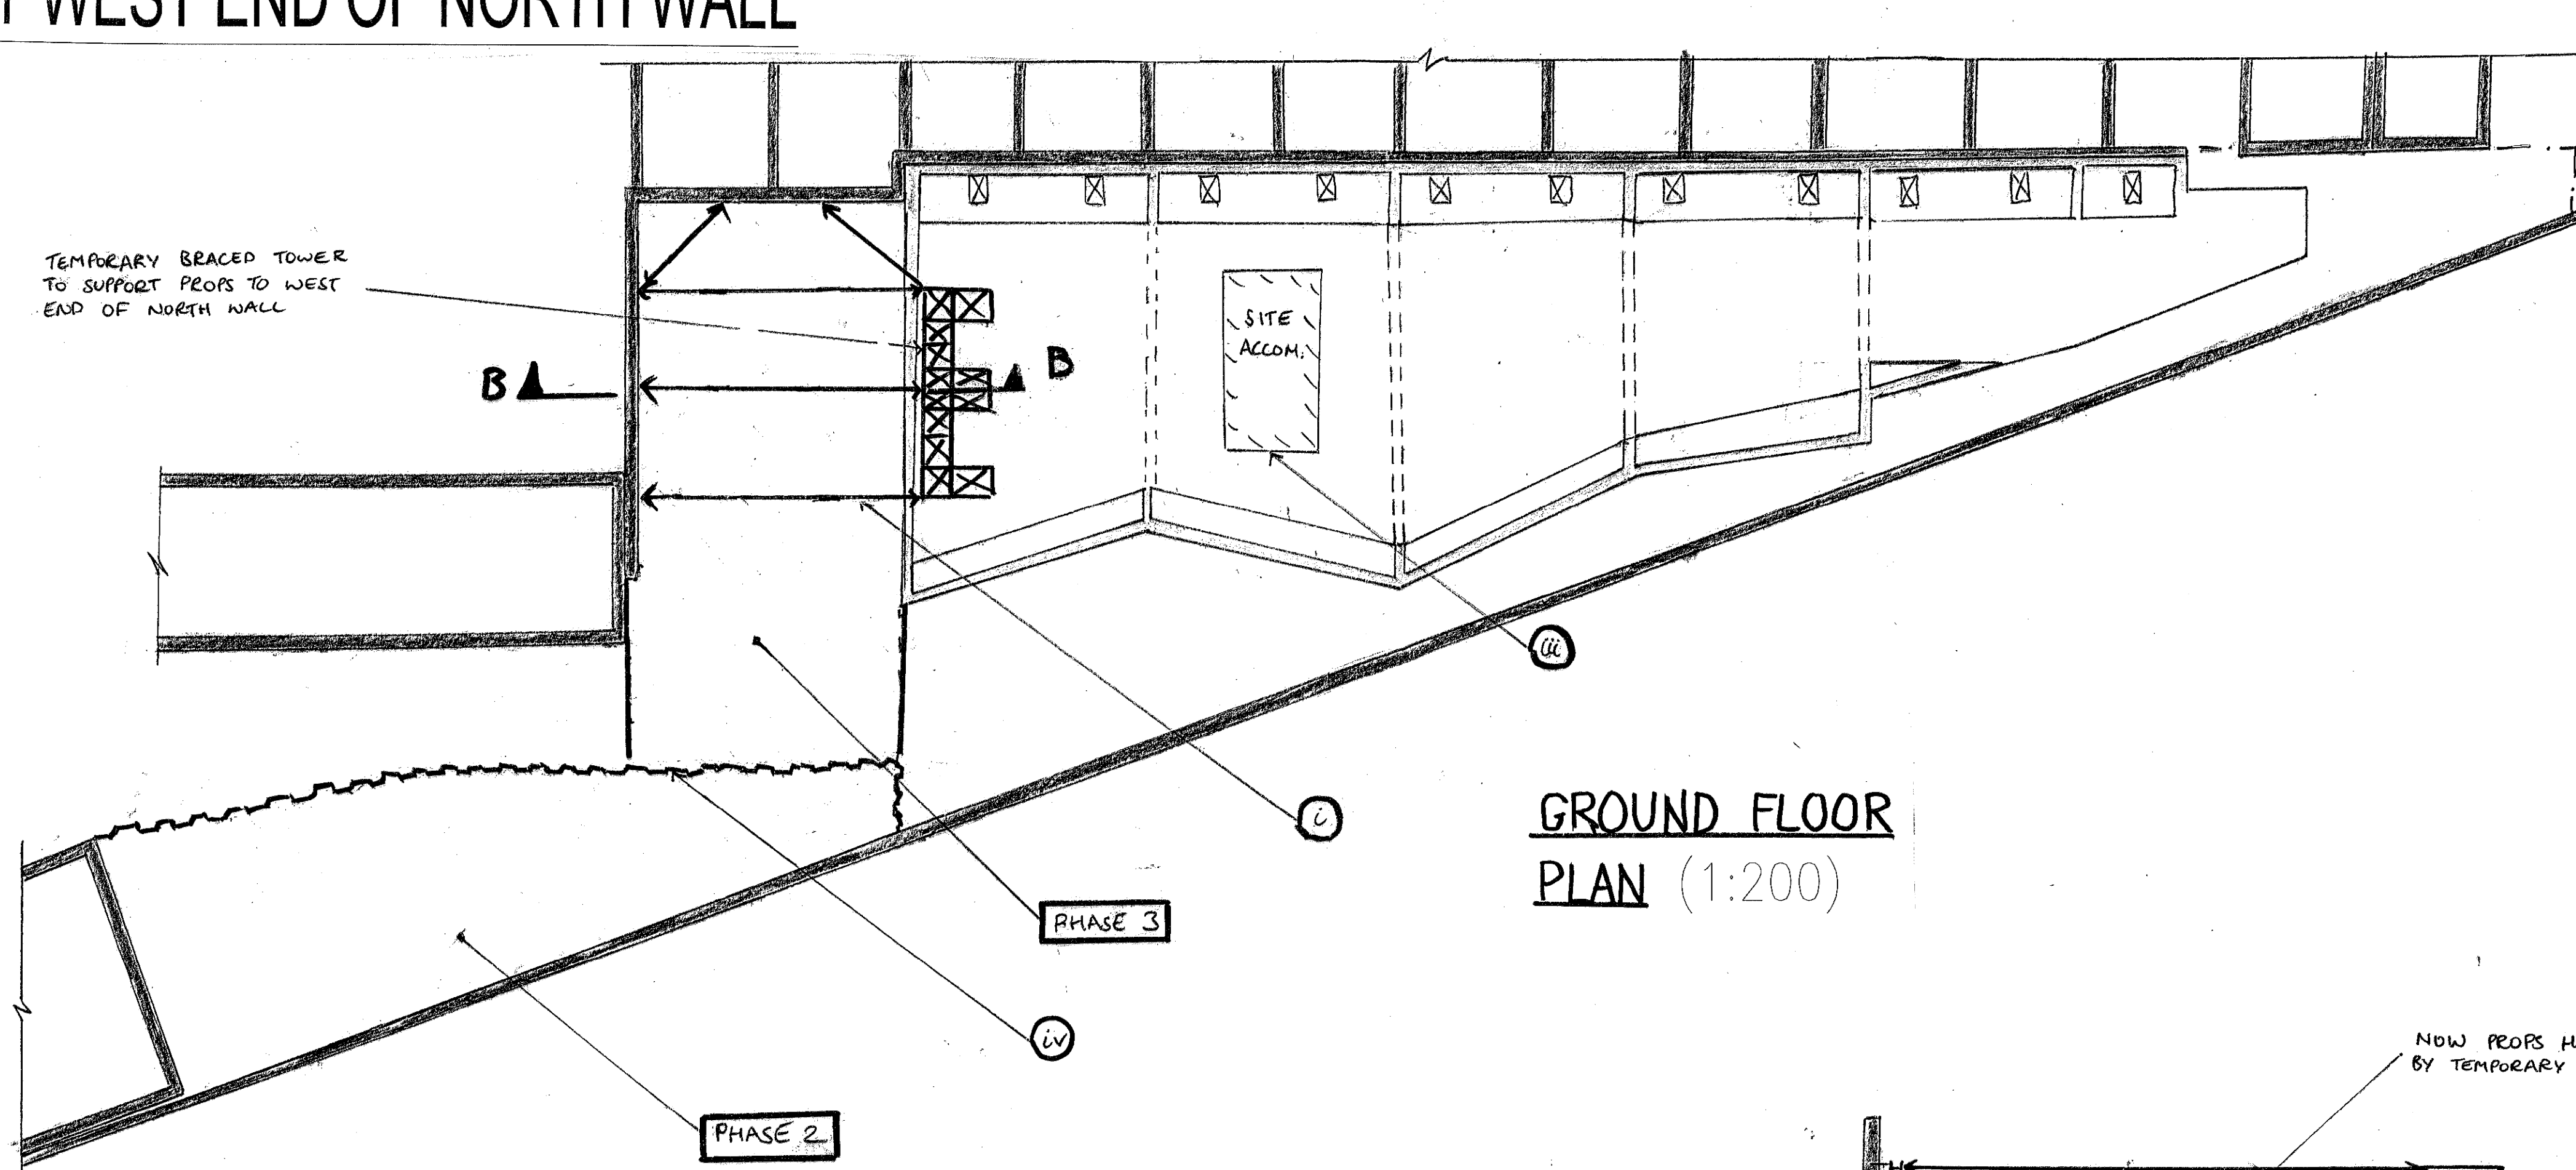 WEST END OF NORTH WALL
TEMPORARY BRACED TOWER
TO SUPPORT PROPS TO WEST
END OF NORTH WALL
B
B
SITE
ACCOM.
iii
i
GROUND FLOOR
PLAN (1:200)
PHASE 3
iv
NOW PROPS
BY TEMPORARY
PHASE 2